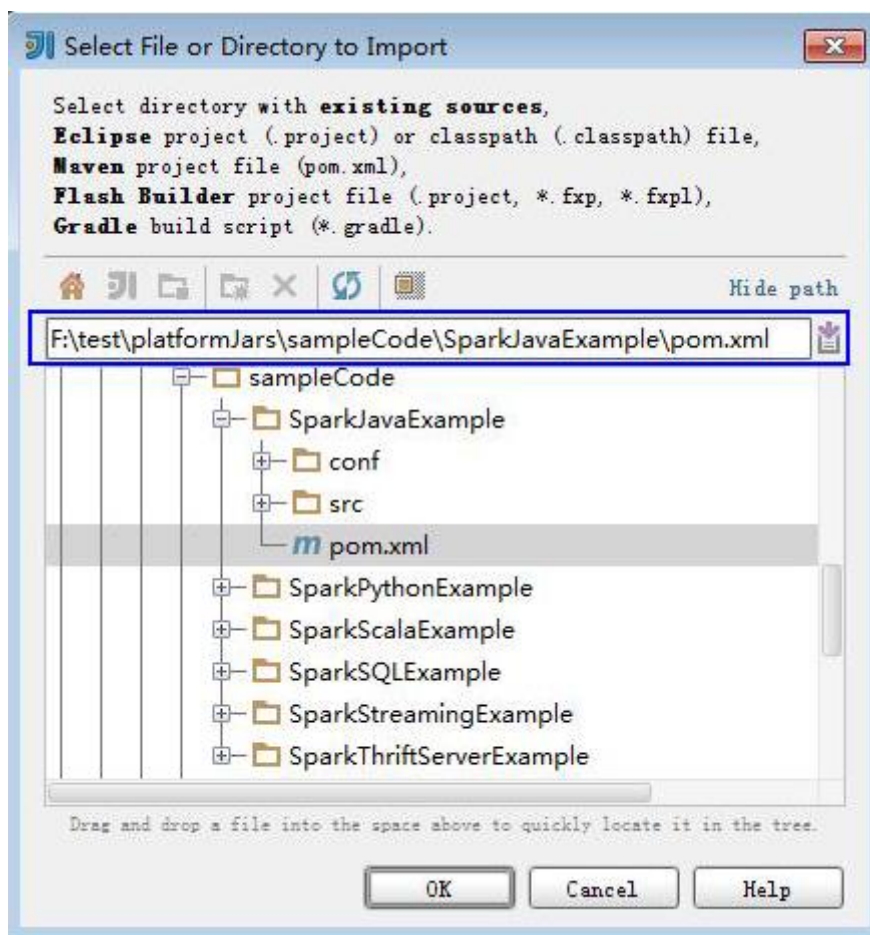 Select File or Directory to Import
Select directory with existing sources,
Eclipse project (.project) or classpath (.classpath) file,
Maven project file (pom.xml),
Flash Builder project file (.project, *.fxp, *.fxpl),
Gradle build script (*.gradle).
Hide path
F:\test\platformJars\sampleCode\SparkJavaExample\pom.xml
sampleCode
SparkJavaExample
conf
src
pom.xml
SparkPythonExample
SparkScalaExample
SparkSQLExample
SparkStreamingExample
SparkThriftServerExample
Drag and drop a file into the space above to quickly locate it in the tree.
OK Cancel Help